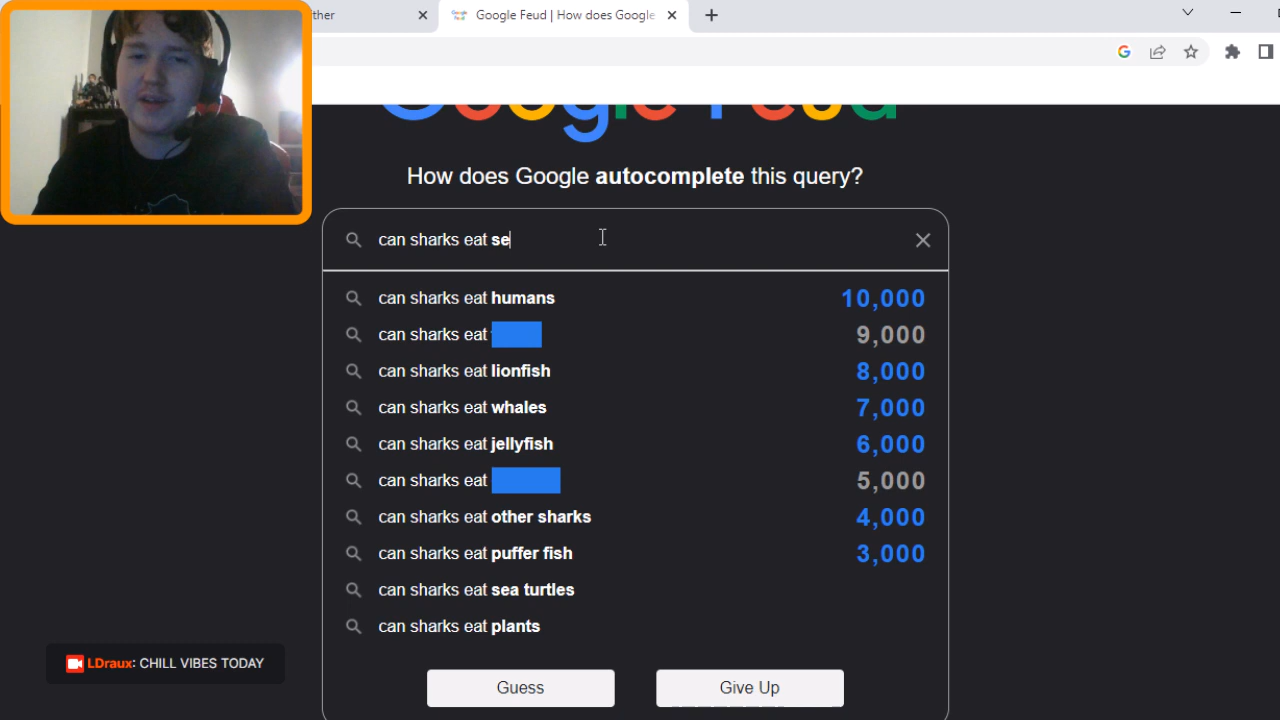 ther
Google Feud | How does Google
Google Feud
How does Google autocomplete this query?
can sharks eat se
can sharks eat humans 10,000
can sharks eat 9,000
can sharks eat lionfish 8,000
can sharks eat whales 7,000
can sharks eat jellyfish 6,000
can sharks eat 5,000
can sharks eat other sharks 4,000
can sharks eat puffer fish 3,000
can sharks eat sea turtles
can sharks eat plants
LDraux: CHILL VIBES TODAY
Guess Give Up